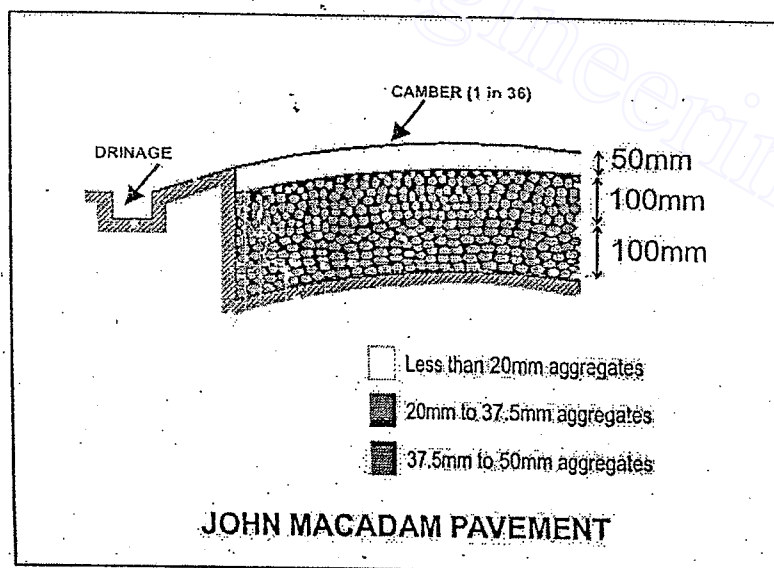 CAMBER (1 in 36)
DRINAGE
50mm
100mm
100mm
Less than 20mm aggregates
20mm to 37.5mm aggregates
37.5mm to 50mm aggregates
JOHN MACADAM PAVEMENT